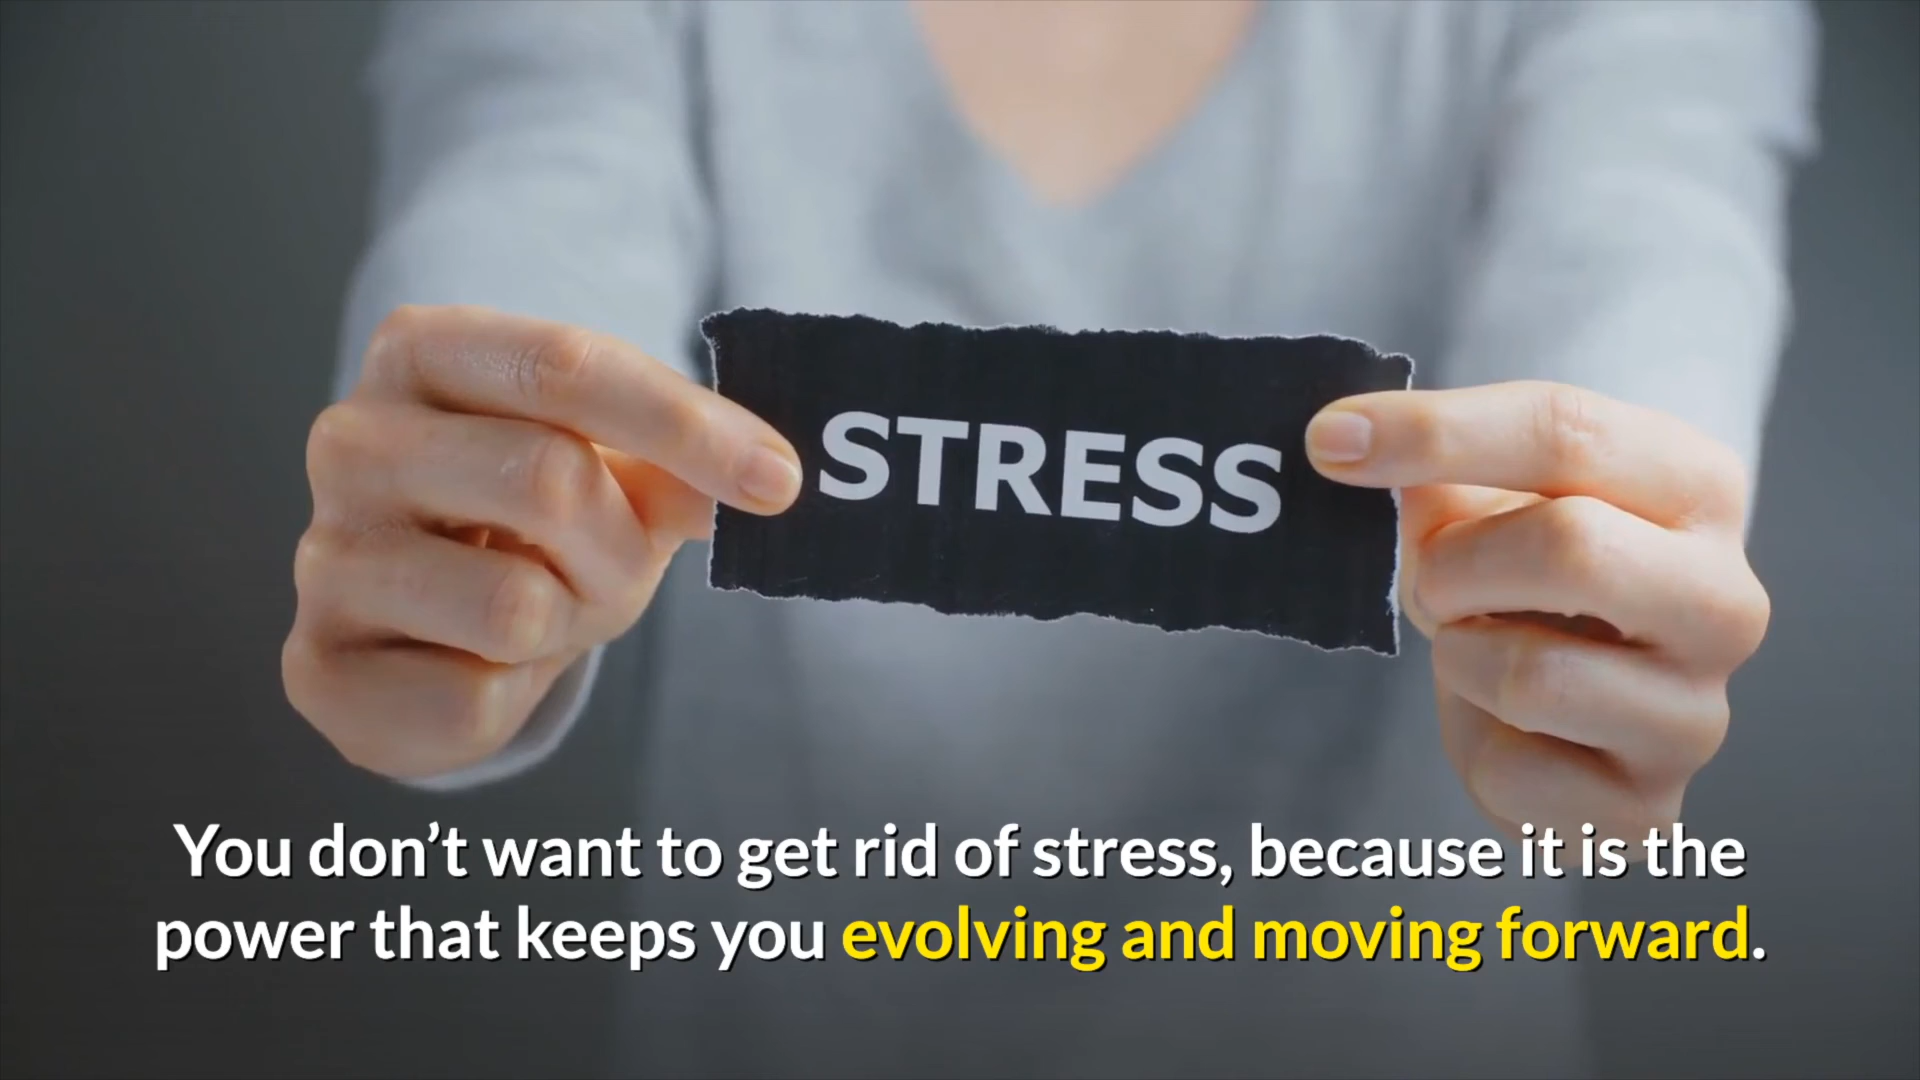 STRESS
You don’t want to get rid of stress, because it is the
power that keeps you evolving and moving forward.